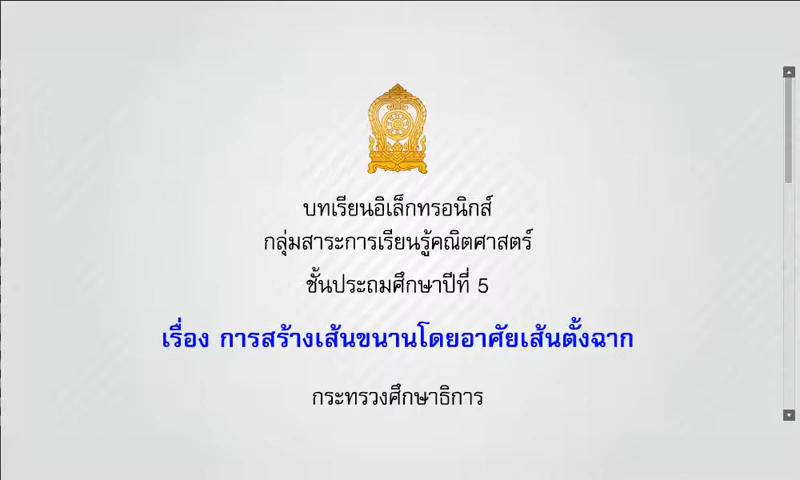 บทเรียนอิเล็กทรอนิกส์
กลุ่มสาระการเรียนรู้คณิตศาสตร์
ชั้นประถมศึกษาปีที่ 5
เรื่อง การสร้างเส้นขนานโดยอาศัยเส้นตั้งฉาก
กระทรวงศึกษาธิการ